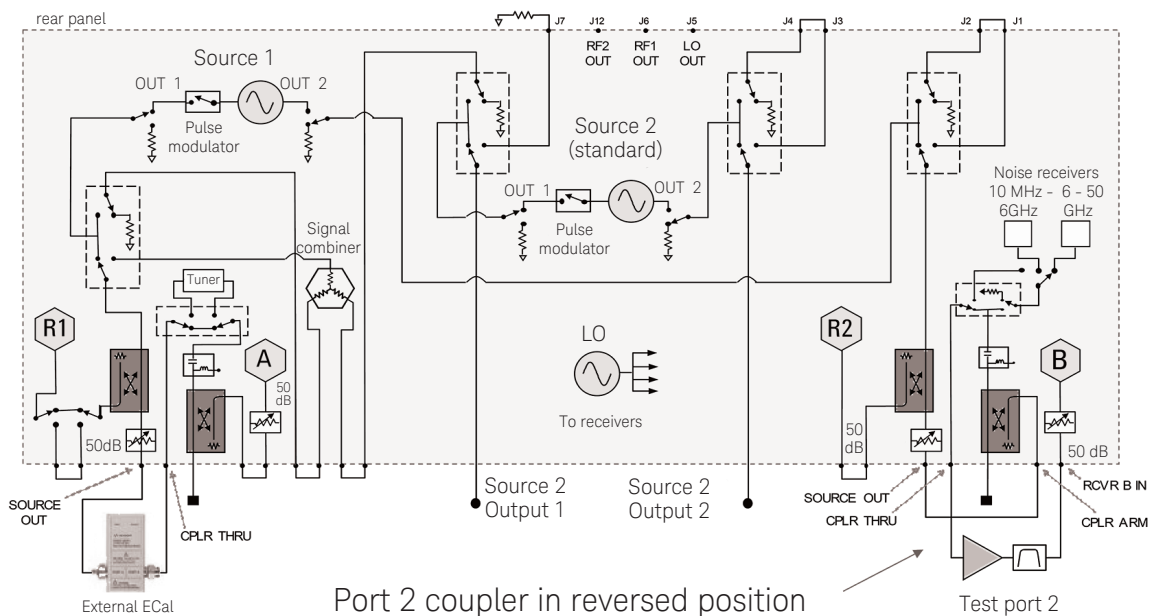 rear panel
J7
J12
J6
J5
J4
J3
J2
J1
RF2
OUT
RF1
OUT
LO
OUT
Source 1
OUT 1
OUT 2
Pulse
modulator
Source 2
(standard)
OUT 1
OUT 2
Pulse
modulator
Noise receivers
10 MHz -
6GHz
6 - 50
GHz
Signal
combiner
Tuner
R1
A
LO
R2
B
50
dB
To receivers
50dB
50
dB
50 dB
SOURCE
OUT
CPLR THRU
Source 2
Output 1
Source 2
Output 2
SOURCE OUT
CPLR THRU
RCVR B IN
CPLR ARM
External ECal
Port 2 coupler in reversed position
Test port 2